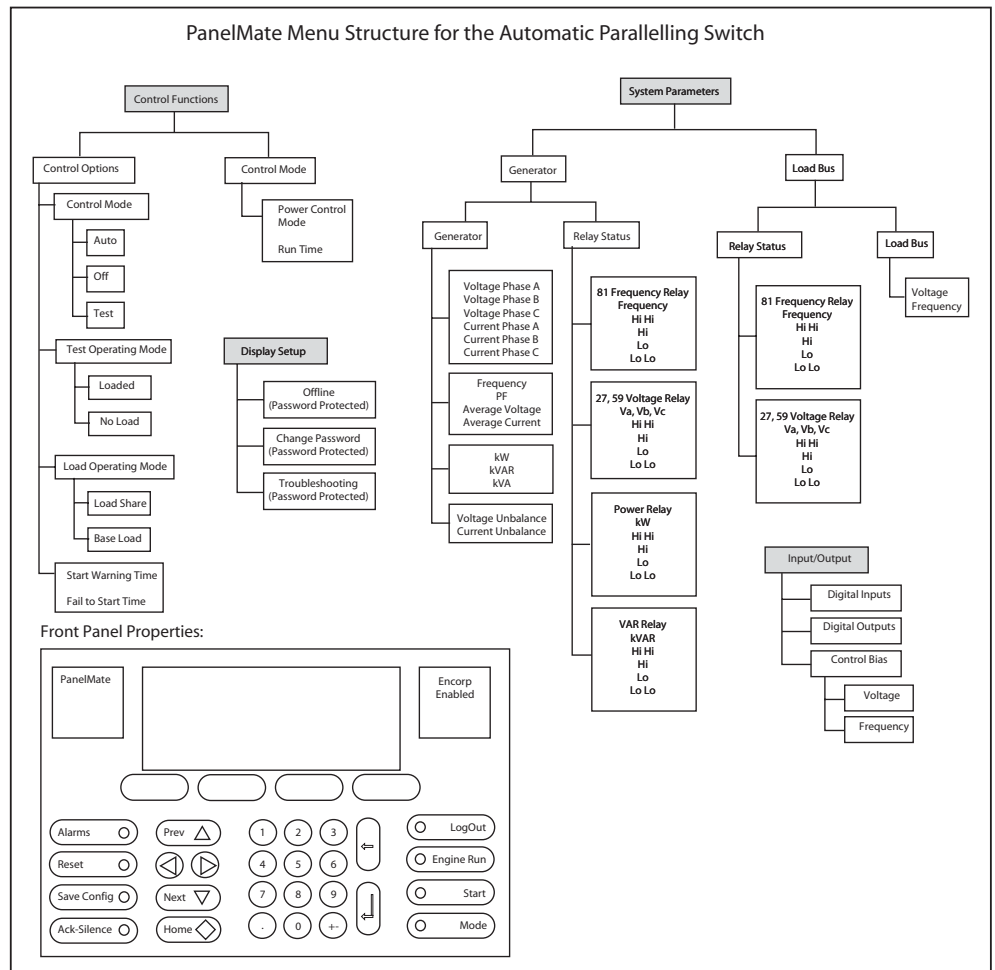 PanelMate Menu Structure for the Automatic Parallelling Switch
Control Functions
Control Options
Control Mode
Auto
Off
Test
Test Operating Mode
Loaded
No Load
Load Operating Mode
Load Share
Base Load
Start Warning Time
Fail to Start Time
Control Mode
Power Control
Mode
Run Time
Display Setup
Offline
(Password Protected)
Change Password
(Password Protected)
Troubleshooting
(Password Protected)
System Parameters
Generator
Generator
Voltage Phase A
Voltage Phase B
Voltage Phase C
Current Phase A
Current Phase B
Current Phase C
Frequency
PF
Average Voltage
Average Current
kW
kVAR
kVA
Voltage Unbalance
Current Unbalance
Relay Status
81 Frequency Relay
Frequency
Hi Hi
Hi
Lo
Lo Lo
27, 59 Voltage Relay
Va, Vb, Vc
Hi Hi
Hi
Lo
Lo Lo
Power Relay
kW
Hi Hi
Hi
Lo
Lo Lo
VAR Relay
kVAR
Hi Hi
Hi
Lo
Lo Lo
Load Bus
Relay Status
81 Frequency Relay
Frequency
Hi Hi
Hi
Lo
Lo Lo
27, 59 Voltage Relay
Va, Vb, Vc
Hi Hi
Hi
Lo
Lo Lo
Load Bus
Voltage
Frequency
Input/Output
Digital Inputs
Digital Outputs
Control Bias
Voltage
Frequency
Front Panel Properties:
PanelMate
Encorp
Enabled
Alarms
Reset
Save Config
Ack-Silence
Prev
Next
Home
1 2 3
4 5 6
7 8 9
. 0 +-
LogOut
Engine Run
Start
Mode